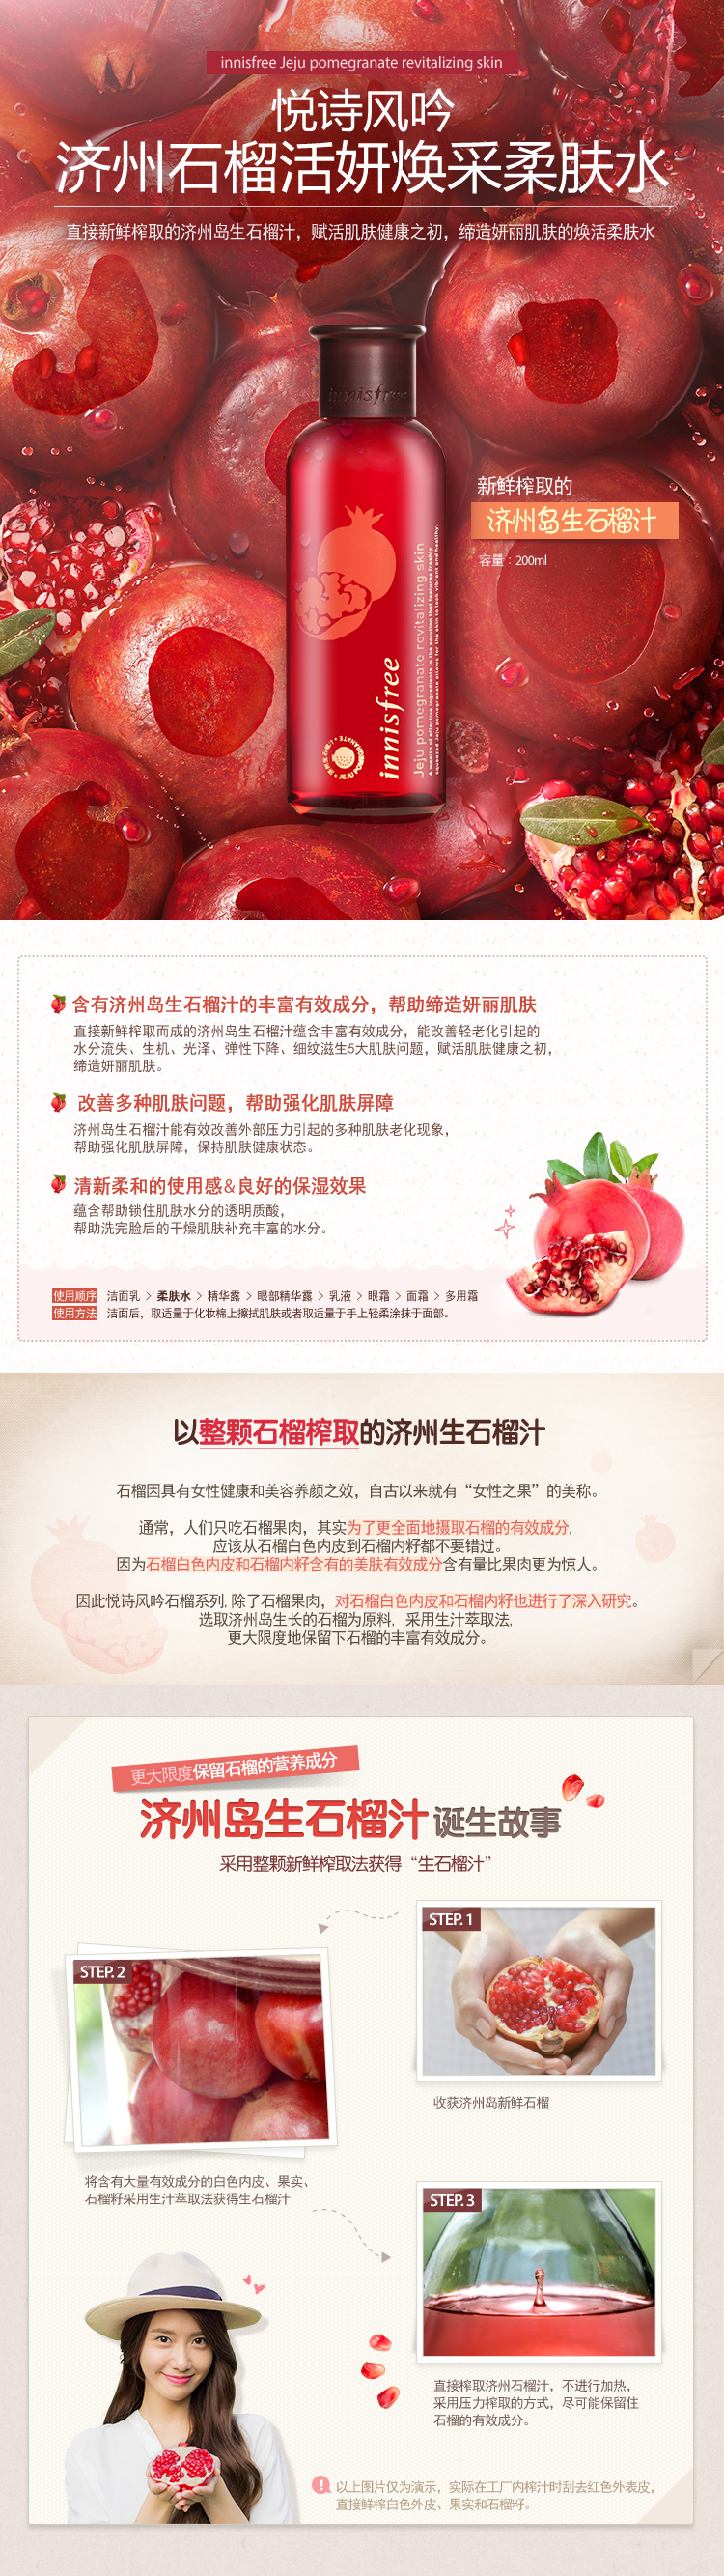 innisfree Jeju pomegranate revitalizing skin
悦诗风吟
济州石榴活妍焕采柔肤水
直接新鲜榨取的济州岛生石榴汁，赋活肌肤健康之初，缔造妍丽肌肤的焕活柔肤水
innisfree
新鲜榨取的
济州岛生石榴汁
容量：200ml
innisfree
Jeju pomegranate revitalizing skin
A wealth of effective ingredients in the solution that features freshly
squeezed Jeju pomegranate allows for the skin to look vibrant and healthy.
含有济州岛生石榴汁的丰富有效成分，帮助缔造妍丽肌肤
直接新鲜榨取而成的济州岛生石榴汁蕴含丰富有效成分，能改善轻老化引起的
水分流失、生机、光泽、弹性下降、细纹滋生5大肌肤问题，赋活肌肤健康之初，
缔造妍丽肌肤。
改善多种肌肤问题，帮助强化肌肤屏障
济州岛生石榴汁能有效改善外部压力引起的多种肌肤老化现象，
帮助强化肌肤屏障，保持肌肤健康状态。
清新柔和的使用感&良好的保湿效果
蕴含帮助锁住肌肤水分的透明质酸，
帮助洗完脸后的干燥肌肤补充丰富的水分。
使用顺序 洁面乳 > 柔肤水 > 精华露 > 眼部精华露 > 乳液 > 眼霜 > 面霜 > 多用霜
使用方法 洁面后，取适量于化妆棉上擦拭肌肤或者取适量于手上轻柔涂抹于面部。
以整颗石榴榨取的济州生石榴汁
石榴因具有女性健康和美容养颜之效，自古以来就有“女性之果”的美称。
通常，人们只吃石榴果肉，其实为了更全面地摄取石榴的有效成分,
应该从石榴白色内皮到石榴内籽都不要错过。
因为石榴白色内皮和石榴内籽含有的美肤有效成分含有量比果肉更为惊人。
因此悦诗风吟石榴系列, 除了石榴果肉，对石榴白色内皮和石榴内籽也进行了深入研究。
选取济州岛生长的石榴为原料，采用生汁萃取法,
更大限度地保留下石榴的丰富有效成分。
更大限度保留石榴的营养成分
济州岛生石榴汁 诞生故事
采用整颗新鲜榨取法获得“生石榴汁”
STEP. 1
收获济州岛新鲜石榴
STEP. 2
将含有大量有效成分的白色内皮、果实、
石榴籽采用生汁萃取法获得生石榴汁
STEP. 3
直接榨取济州石榴汁，不进行加热，
采用压力榨取的方式，尽可能保留住
石榴的有效成分。
以上图片仅为演示，实际在工厂内榨汁时刮去红色外表皮，
直接鲜榨白色外皮、果实和石榴籽。